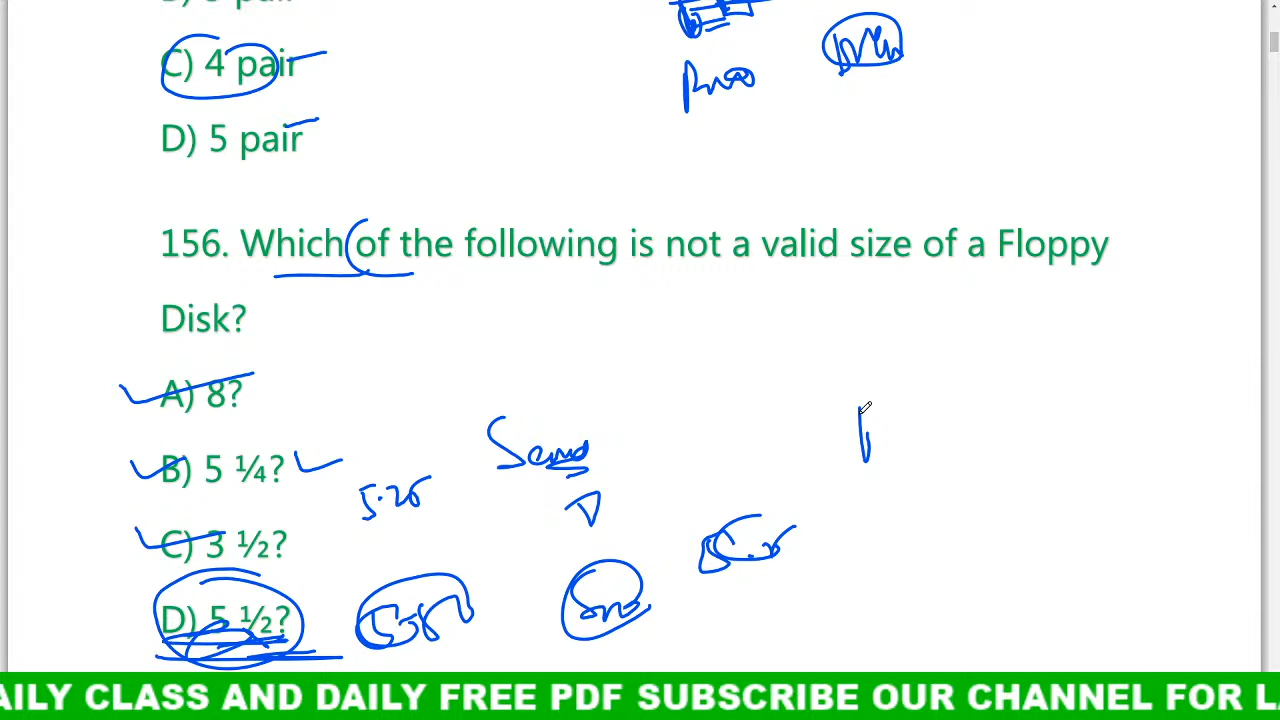 C) 4 pair
D) 5 pair
156. Which of the following is not a valid size of a Floppy
Disk?
A) 8?
B) 5 ¼?
5.25
C) 3 ½?
D) 5 ½?
AILY CLASS AND DAILY FREE PDF SUBSCRIBE OUR CHANNEL FOR